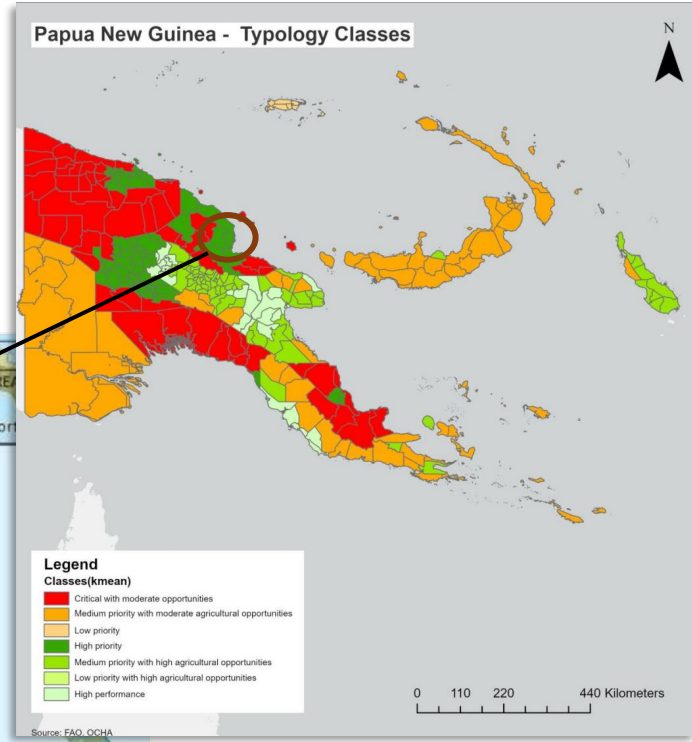 Papua New Guinea - Typology Classes
N
Legend
Classes(kmean)
Critical with moderate opportunities
Medium priority with moderate agricultural opportunities
Low priority
High priority
Medium priority with high agricultural opportunities
Low priority with high agricultural opportunities
High performance
0 110 220 440 Kilometers
Source: FAO, OCHA